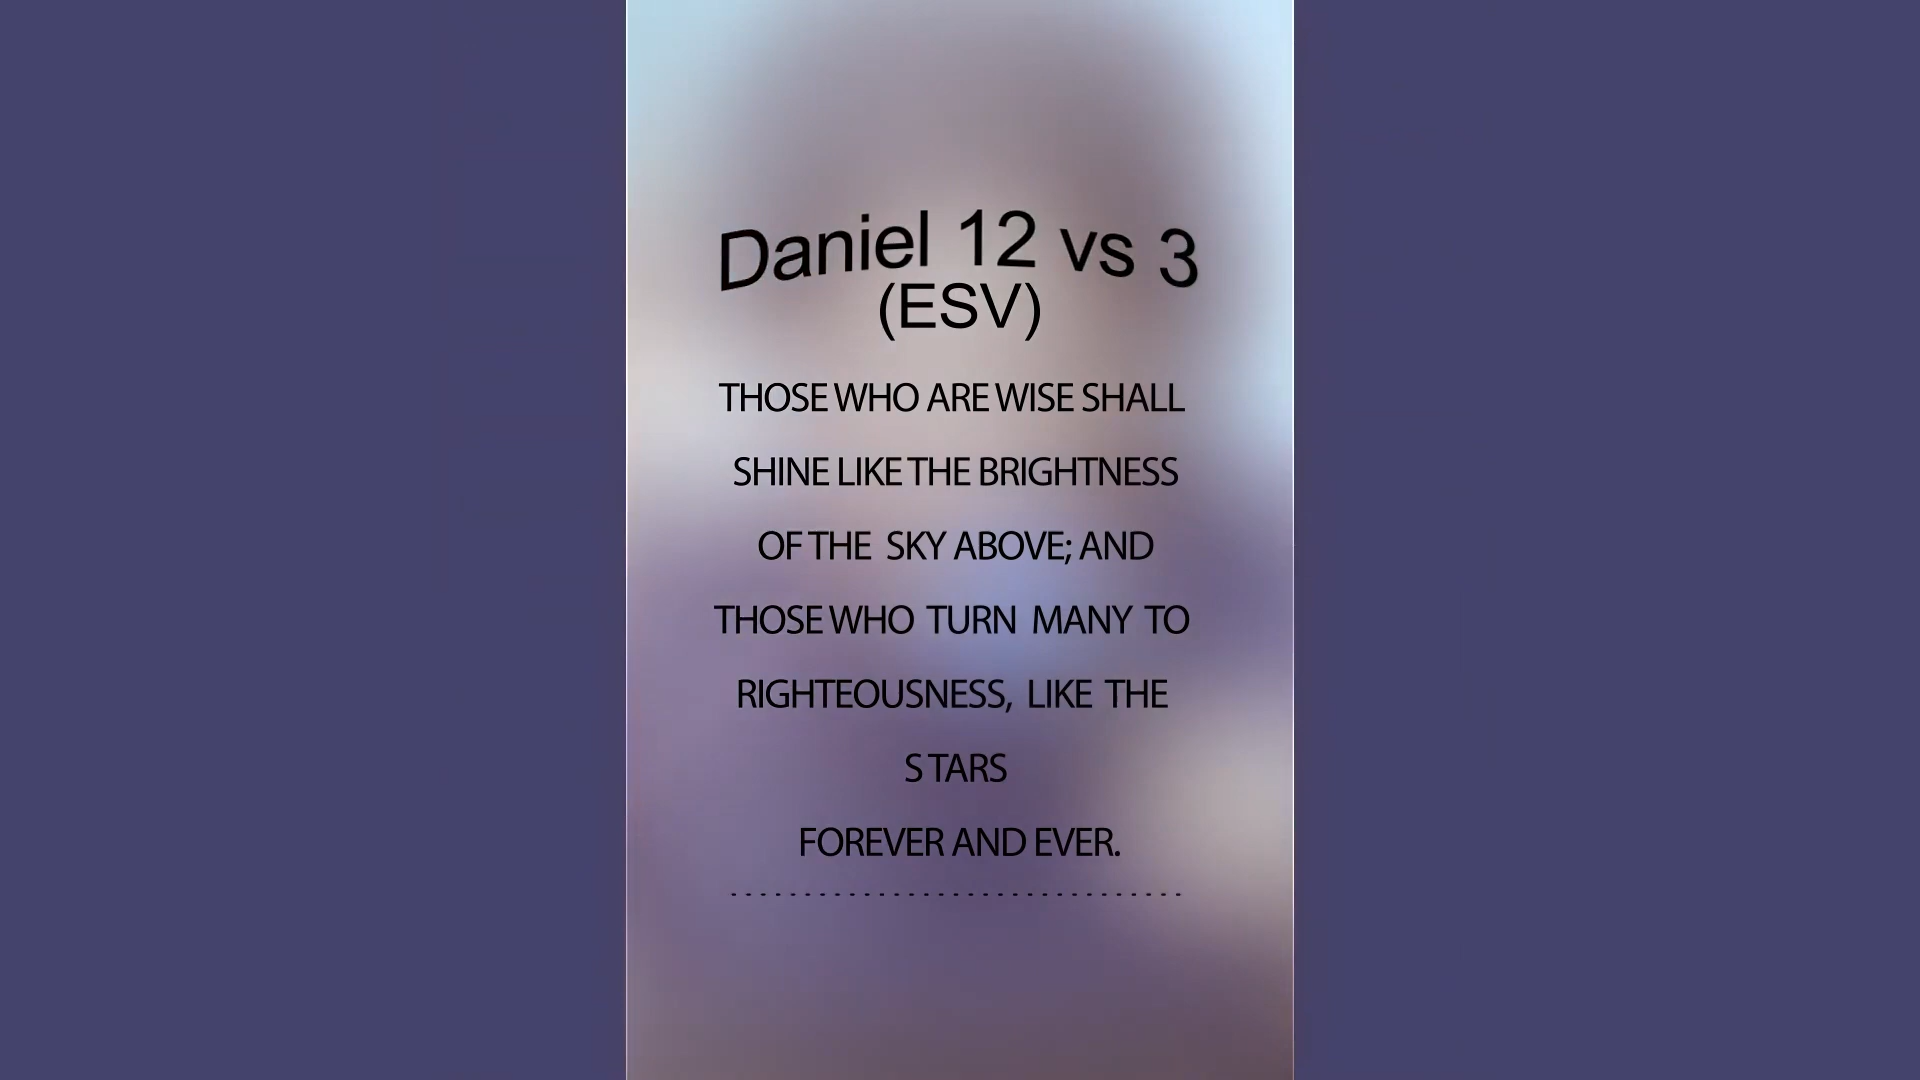 Daniel 12 vs 3
(ESV)
THOSE WHO ARE WISE SHALL
SHINE LIKE THE BRIGHTNESS
OF THE SKY ABOVE; AND
THOSE WHO TURN MANY TO
RIGHTEOUSNESS, LIKE THE
S TARS
FOREVER AND EVER.
- - - - - - - - - - - - - - - - - - - - - - - - - - - - - - -